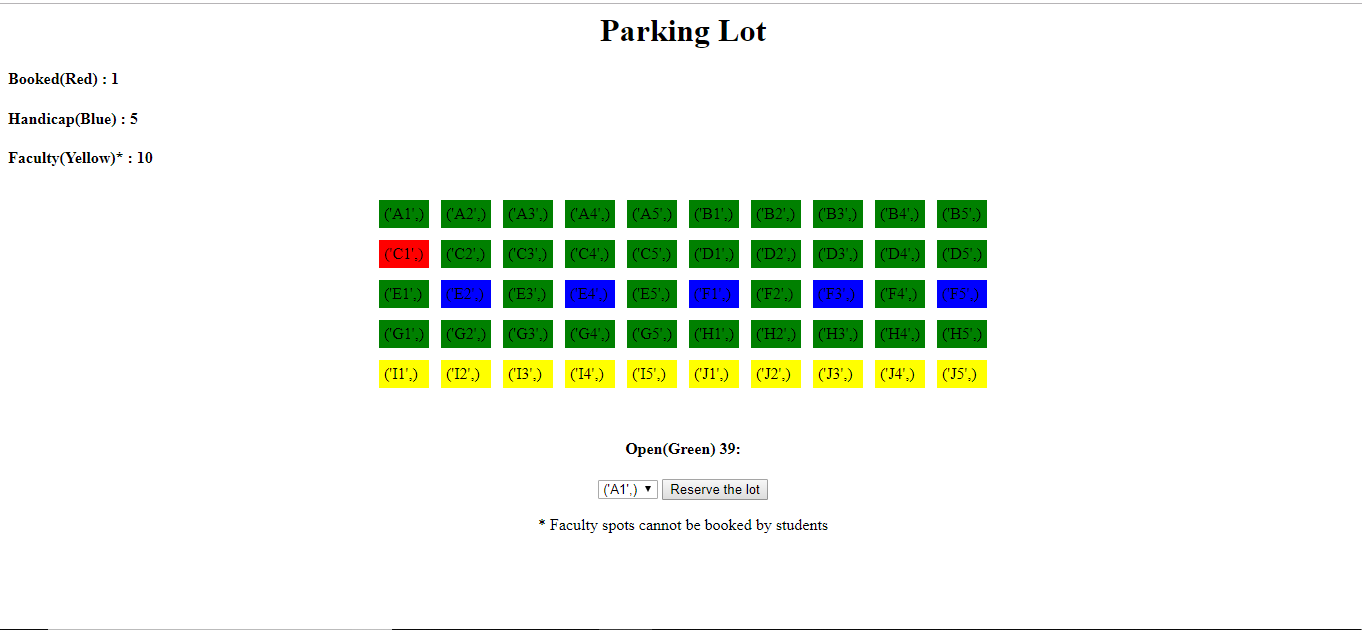 Parking Lot
Booked(Red) : 1
Handicap(Blue) : 5
Faculty(Yellow)* : 10
('A1',) ('A2',) ('A3',) ('A4',) ('A5',) ('B1',) ('B2',) ('B3',) ('B4',) ('B5',)
('C1',) ('C2',) ('C3',) ('C4',) ('C5',) ('D1',) ('D2',) ('D3',) ('D4',) ('D5',)
('E1',) ('E2',) ('E3',) ('E4',) ('E5',) ('F1',) ('F2',) ('F3',) ('F4',) ('F5',)
('G1',) ('G2',) ('G3',) ('G4',) ('G5',) ('H1',) ('H2',) ('H3',) ('H4',) ('H5',)
('I1',) ('I2',) ('I3',) ('I4',) ('I5',) ('J1',) ('J2',) ('J3',) ('J4',) ('J5',)
Open(Green) 39:
('A1',) Reserve the lot
* Faculty spots cannot be booked by students